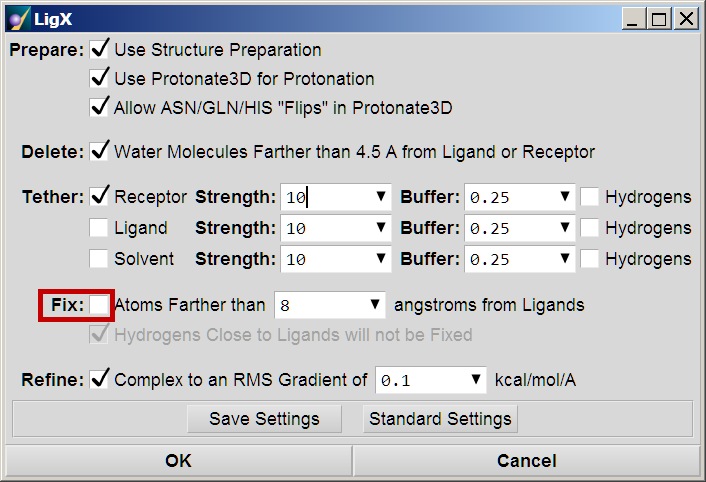 LigX
Prepare: Use Structure Preparation
Use Protonate3D for Protonation
Allow ASN/GLN/HIS "Flips" in Protonate3D
Delete: Water Molecules Farther than 4.5 A from Ligand or Receptor
Tether: Receptor Strength: 10 Buffer: 0.25 Hydrogens
Ligand Strength: 10 Buffer: 0.25 Hydrogens
Solvent Strength: 10 Buffer: 0.25 Hydrogens
Fix: Atoms Farther than 8 angstroms from Ligands
Hydrogens Close to Ligands will not be Fixed
Refine: Complex to an RMS Gradient of 0.1 kcal/mol/A
Save Settings Standard Settings
OK Cancel